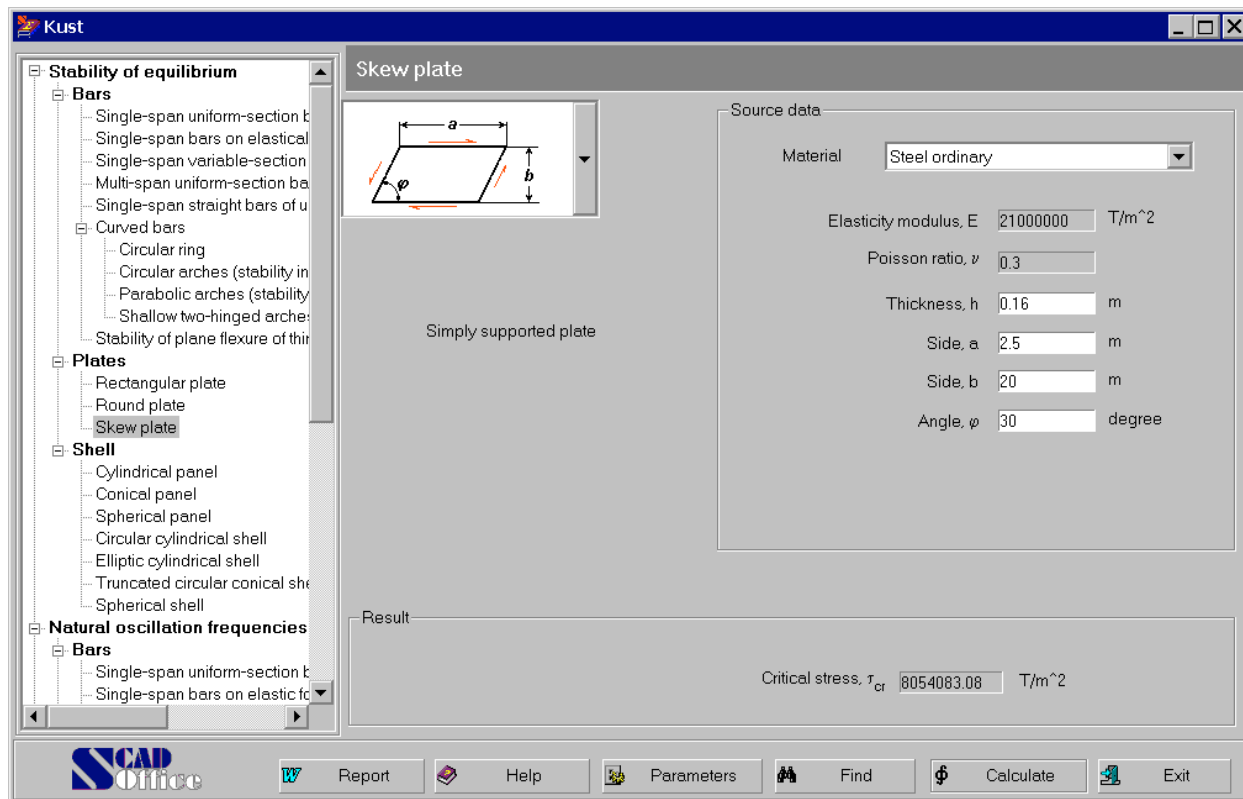 Kust
Stability of equilibrium
Bars
Single-span uniform-section b
Single-span bars on elastical
Single-span variable-section
Multi-span uniform-section ba
Single-span straight bars of u
Curved bars
Circular ring
Circular arches (stability in
Parabolic arches (stability
Shallow two-hinged arches
Stability of plane flexure of thin
Plates
Rectangular plate
Round plate
Skew plate
Shell
Cylindrical panel
Conical panel
Spherical panel
Circular cylindrical shell
Elliptic cylindrical shell
Truncated circular conical she
Spherical shell
Natural oscillation frequencies
Bars
Single-span uniform-section b
Single-span bars on elastic fo
Skew plate
a
b
φ
Simply supported plate
Source data
Material Steel ordinary
Elasticity modulus, E 21000000 T/m^2
Poisson ratio, ν 0.3
Thickness, h 0.16 m
Side, a 2.5 m
Side, b 20 m
Angle, φ 30 degree
Result
Critical stress, τcr 8054083.08 T/m^2
SCAD Office
Report Help Parameters Find Calculate Exit